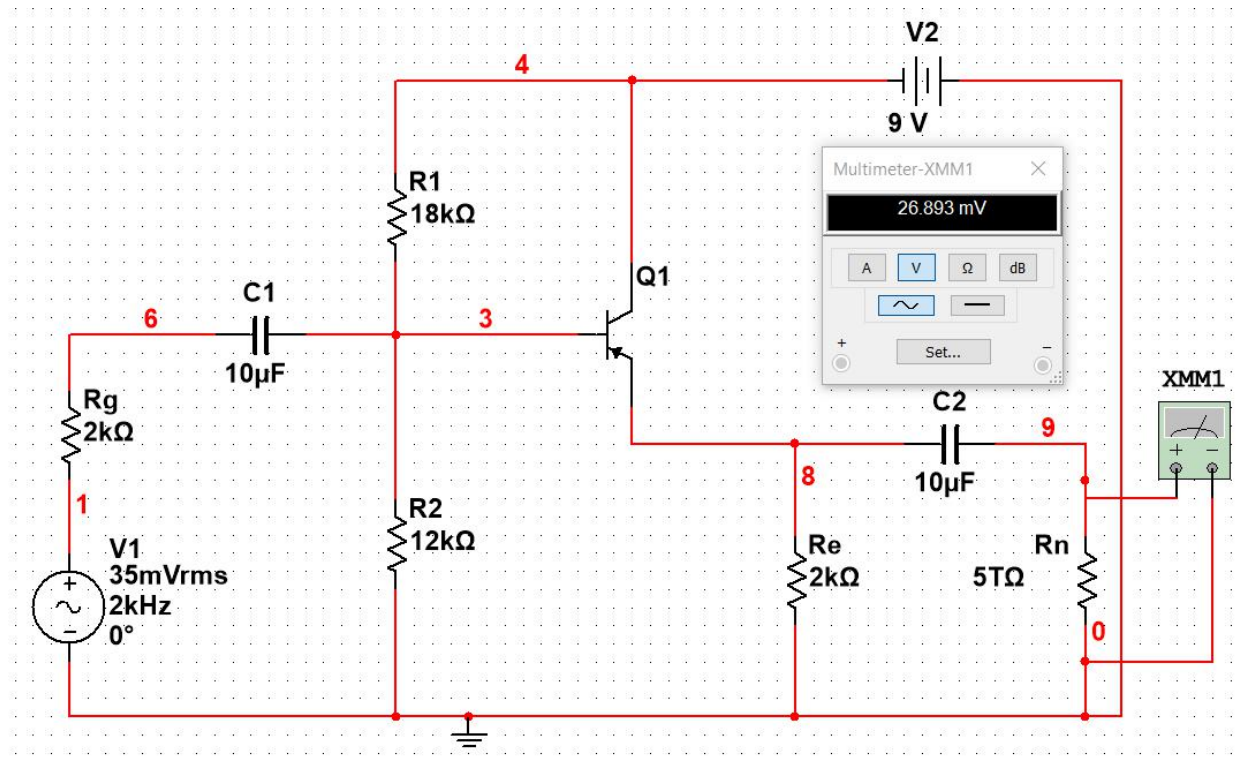 V2
4
9 V
Multimeter-XMM1
26.893 mV
R1
18kΩ
A
V
Ω
dB
Q1
C1
6
3
+
Set...
−
10µF
XMM1
Rg
2kΩ
C2
9
+ −
8
10µF
1
R2
12kΩ
V1
35mVrms
2kHz
0°
+
−
Re
2kΩ
Rn
5TΩ
0